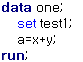 data one;
set test1;
a=x+y;
run;